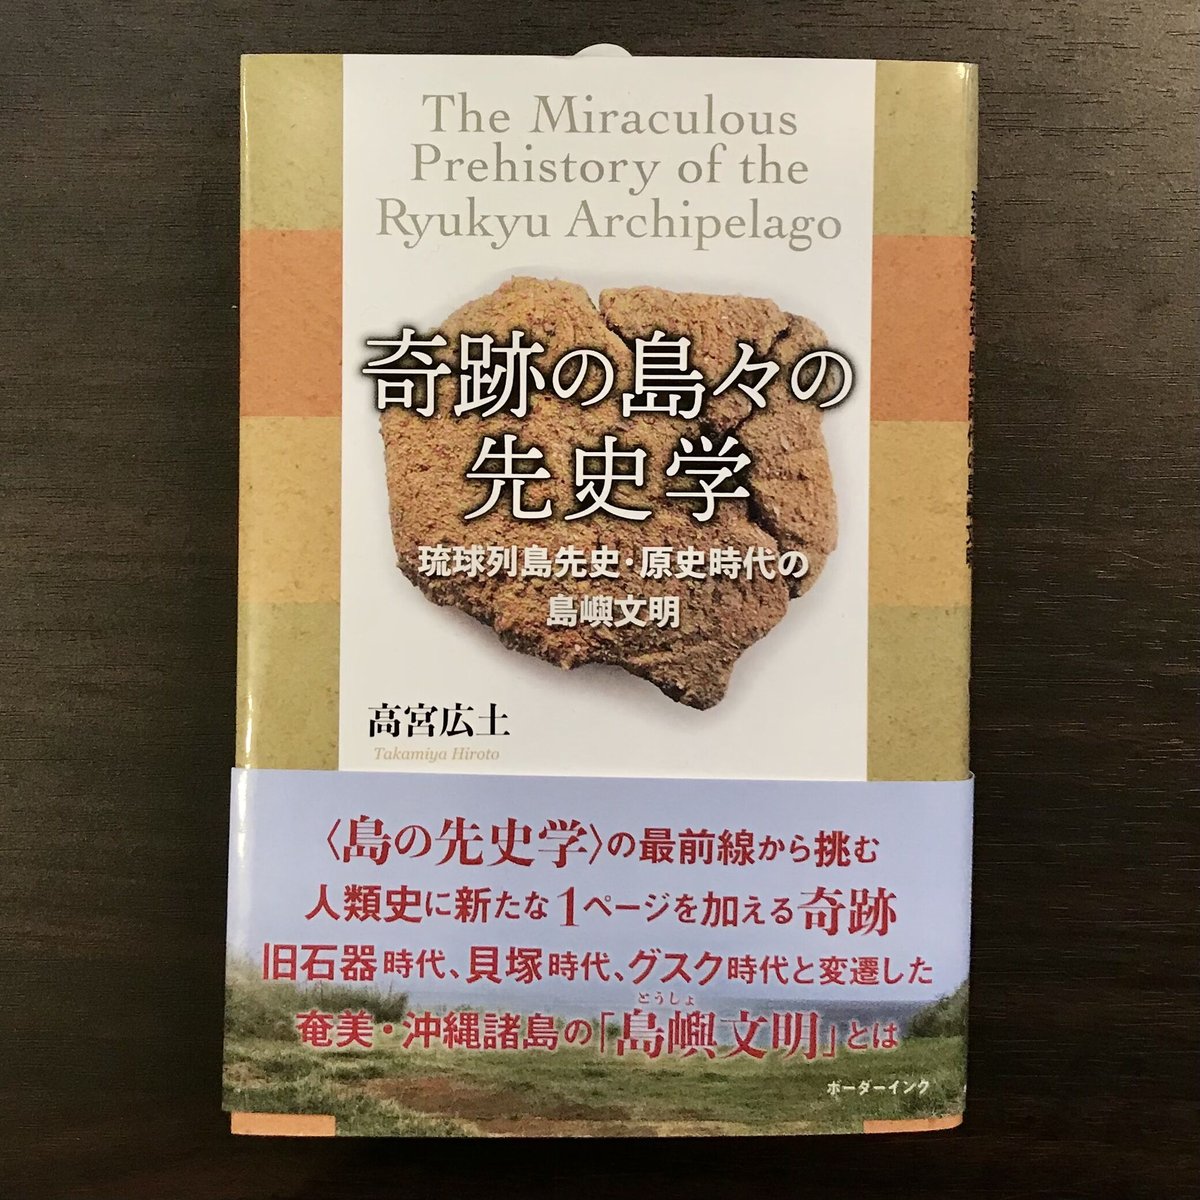 The Miraculous
Prehistory of the
Ryukyu Archipelago
奇跡の島々の
先史学
琉球列島先史・原史時代の
島嶼文明
高宮広土
Takamiya Hiroto
〈島の先史学〉の最前線から挑む
人類史に新たな1ページを加える奇跡
旧石器時代、貝塚時代、グスク時代と変遷した
とうしょ
奄美・沖縄諸島の「島嶼文明」とは
ボーダーインク